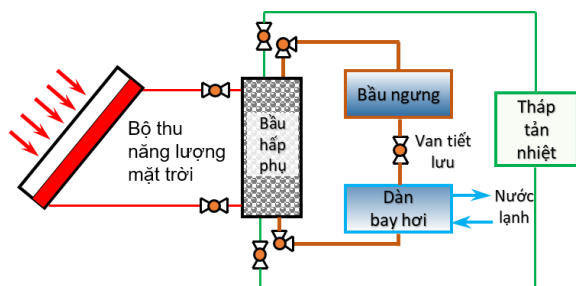 Bộ thu
năng lượng
mặt trời
Bầu
hấp
phụ
Bầu ngưng
Van tiết
lưu
Dàn
bay hơi
Nước
lạnh
Tháp
tản
nhiệt